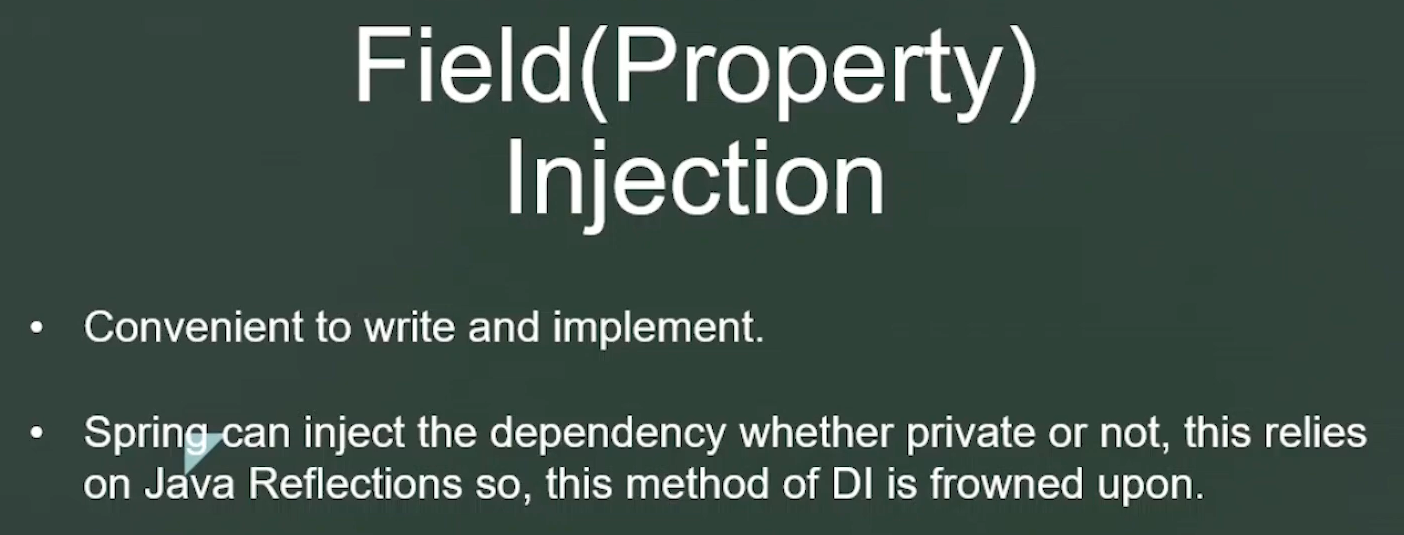 Field(Property)
Injection
• Convenient to write and implement.
• Spring can inject the dependency whether private or not, this relies
on Java Reflections so, this method of DI is frowned upon.